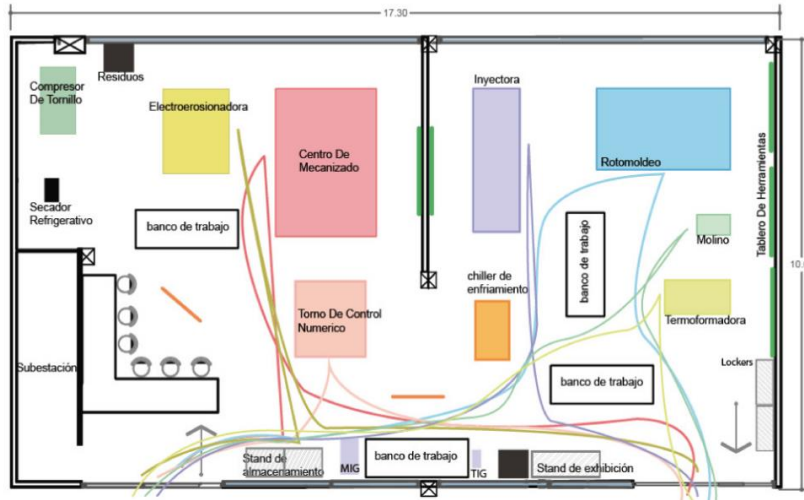 17.30
Residuos
Compresor
De Tornillo
Electroerosionadora
Centro De
Mecanizado
Inyectora
Rotomoldeo
Tablero De Herramientas
Secador
Refrigerativo
banco de trabajo
banco de trabajo
Molino
chiller de
enfriamiento
Torno De Control
Numerico
Termoformadora
Subestación
Lockers
banco de trabajo
Stand de
almacenamiento
MIG
banco de trabajo
TIG
Stand de exhibición